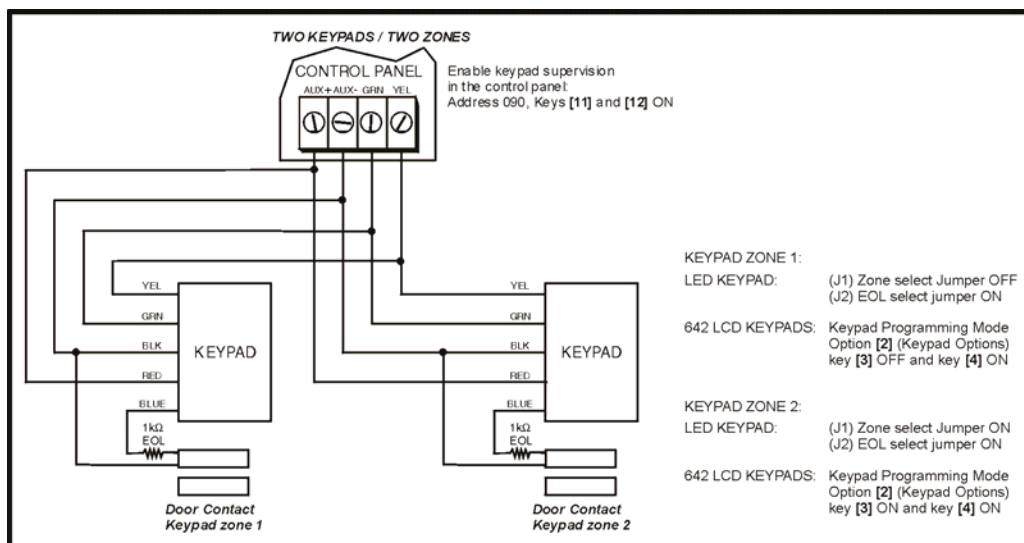 TWO KEYPADS / TWO ZONES
CONTROL PANEL
AUX+ AUX- GRN YEL
Enable keypad supervision
in the control panel:
Address 090, Keys [11] and [12] ON
YEL
GRN
BLK
RED
BLUE
KEYPAD
1kΩ
EOL
Door Contact
Keypad zone 1
YEL
GRN
BLK
RED
BLUE
KEYPAD
1kΩ
EOL
Door Contact
Keypad zone 2
KEYPAD ZONE 1:
LED KEYPAD: (J1) Zone select Jumper OFF
(J2) EOL select jumper ON
642 LCD KEYPADS: Keypad Programming Mode
Option [2] (Keypad Options)
key [3] OFF and key [4] ON
KEYPAD ZONE 2:
LED KEYPAD: (J1) Zone select Jumper ON
(J2) EOL select jumper ON
642 LCD KEYPADS: Keypad Programming Mode
Option [2] (Keypad Options)
key [3] ON and key [4] ON